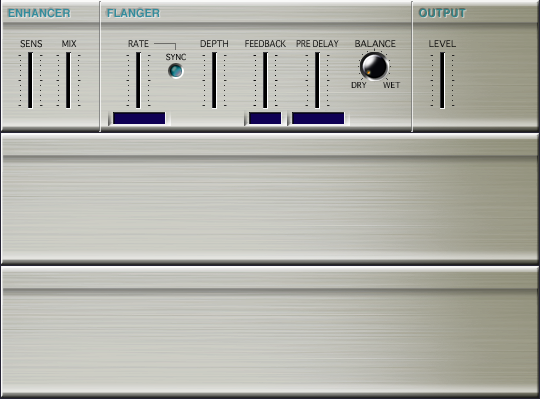 ENHANCER FLANGER OUTPUT
SENS MIX RATE DEPTH FEEDBACK PRE DELAY BALANCE LEVEL
SYNC
DRY WET